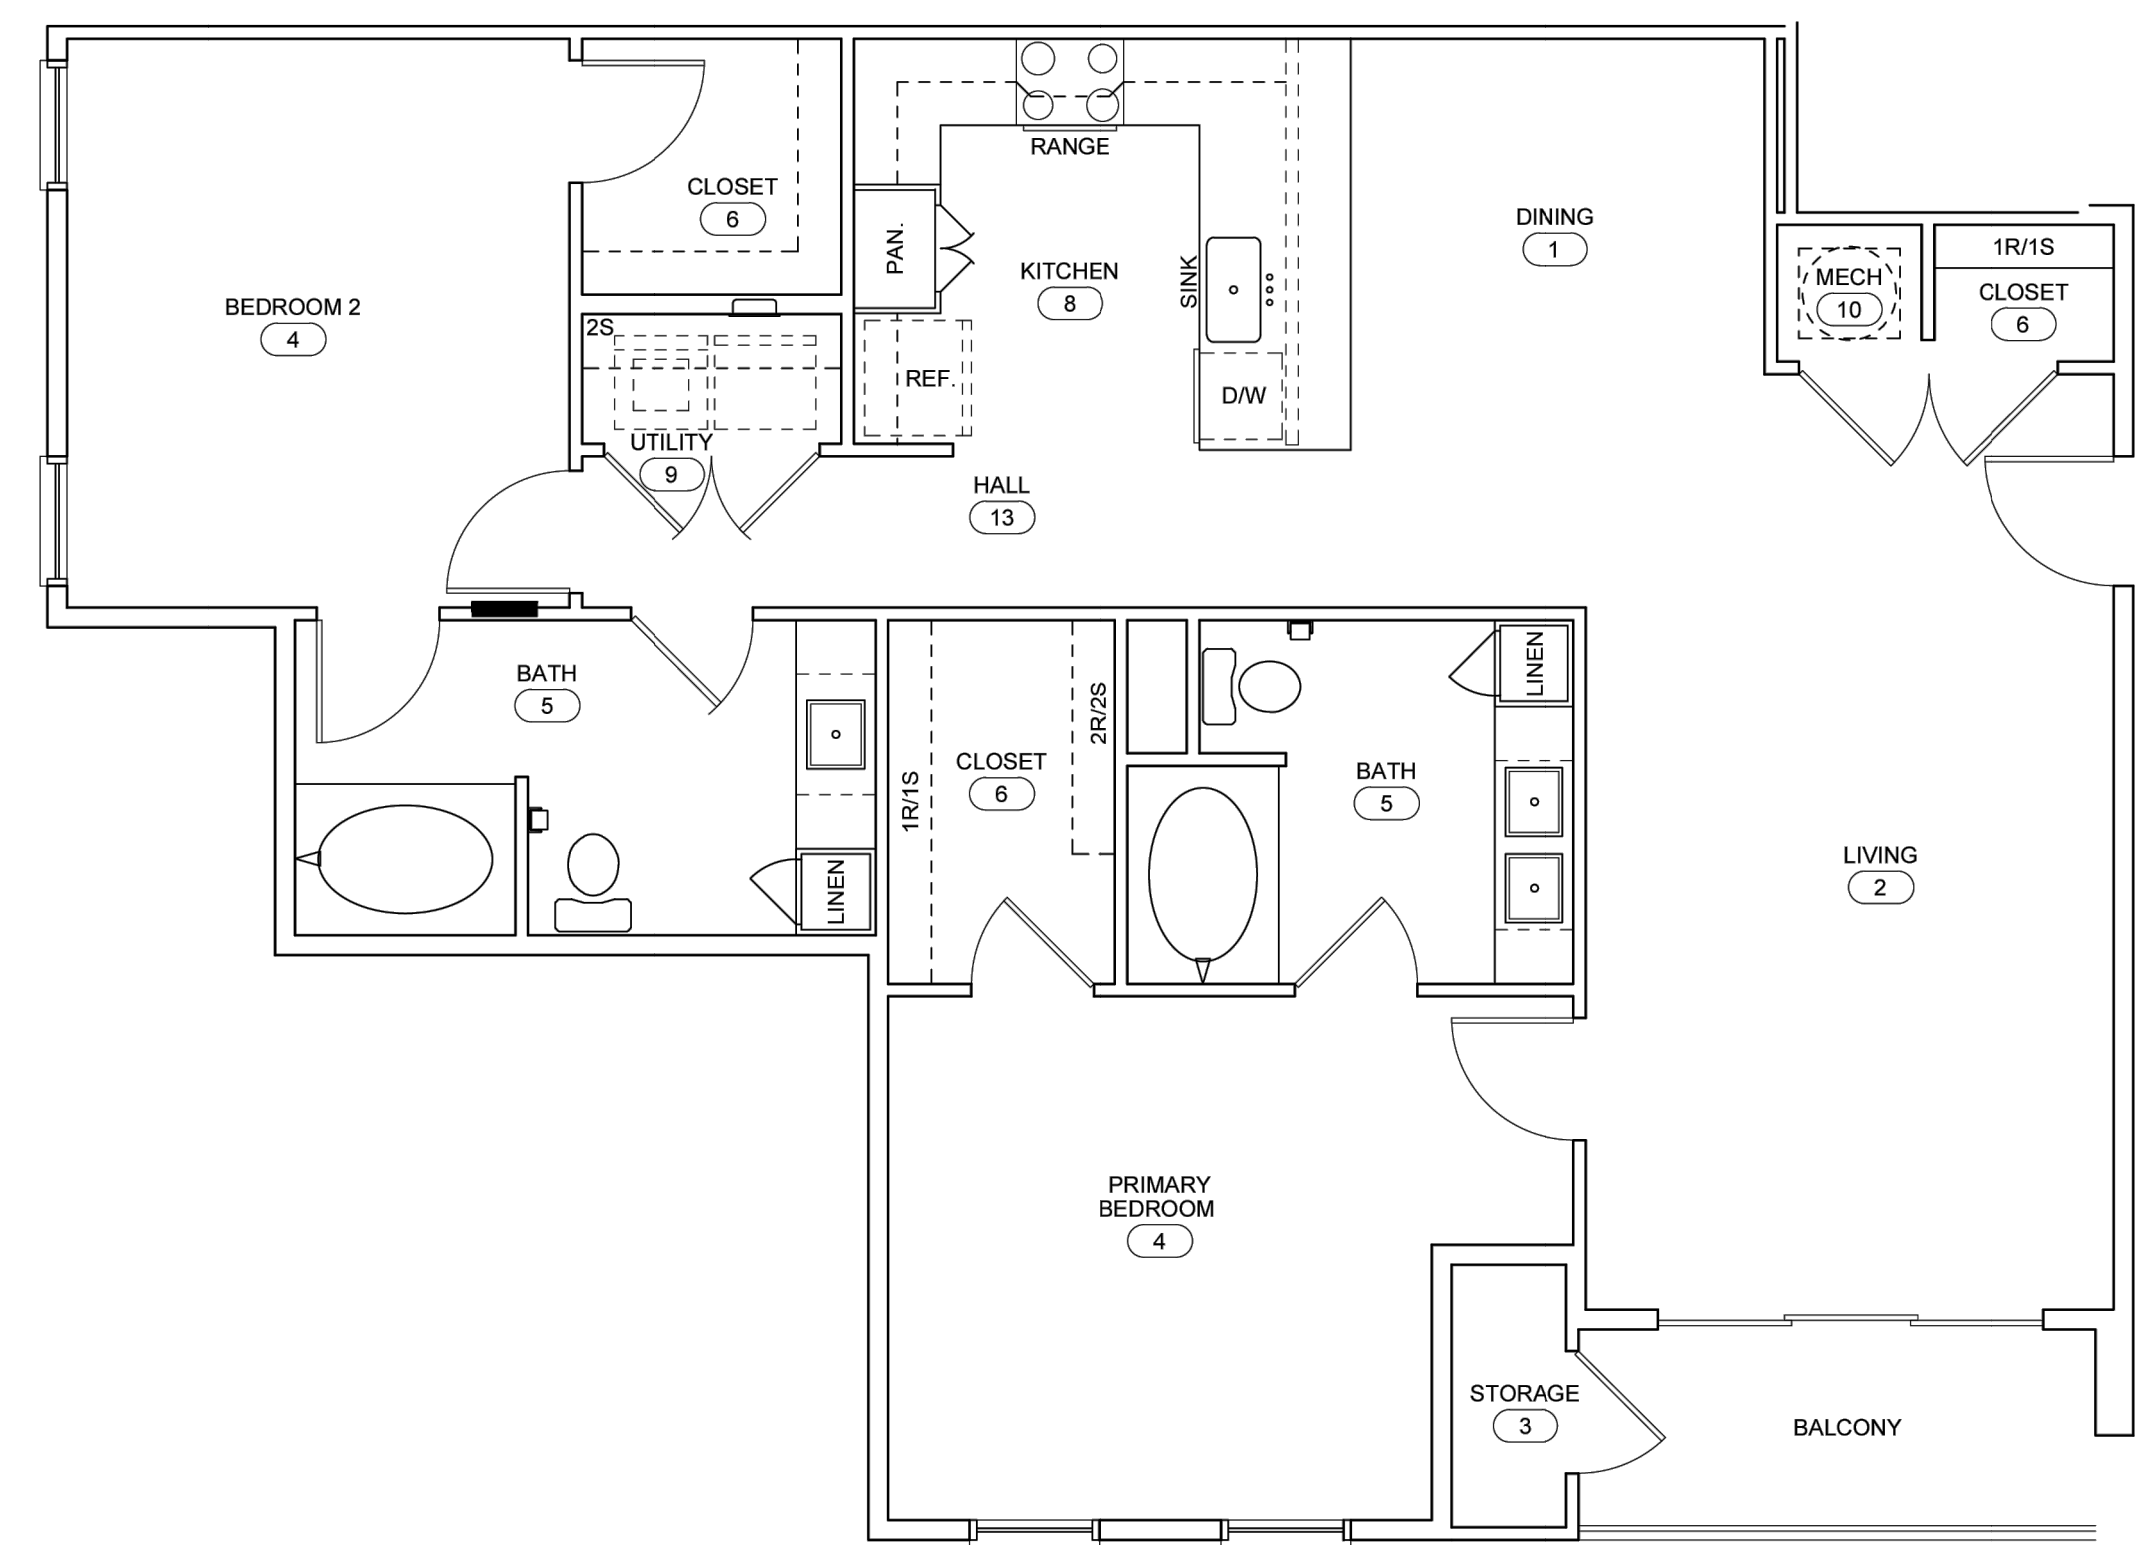 RANGE
CLOSET
6
DINING
1
PAN.
KITCHEN
8
SINK
1R/1S
MECH
10
CLOSET
6
BEDROOM 2
4
2S
REF.
D/W
UTILITY
9
HALL
13
BATH
5
LINEN
2R/2S
CLOSET
6
1R/1S
BATH
5
LINEN
LIVING
2
PRIMARY
BEDROOM
4
STORAGE
3
BALCONY